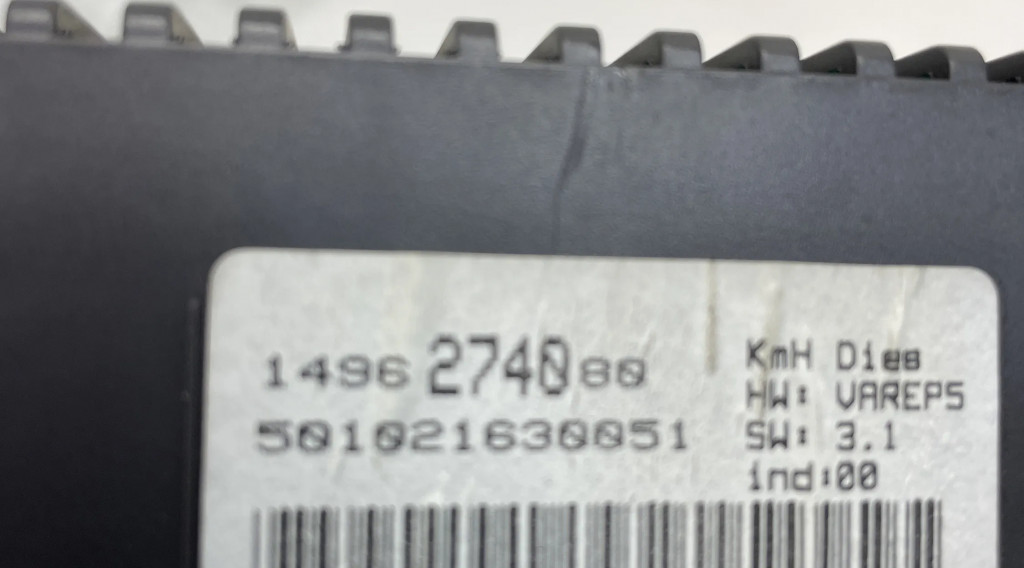 1496 2740 80
501021630051
KmH Dies
HW: VAREP5
SW: 3.1
ind:00